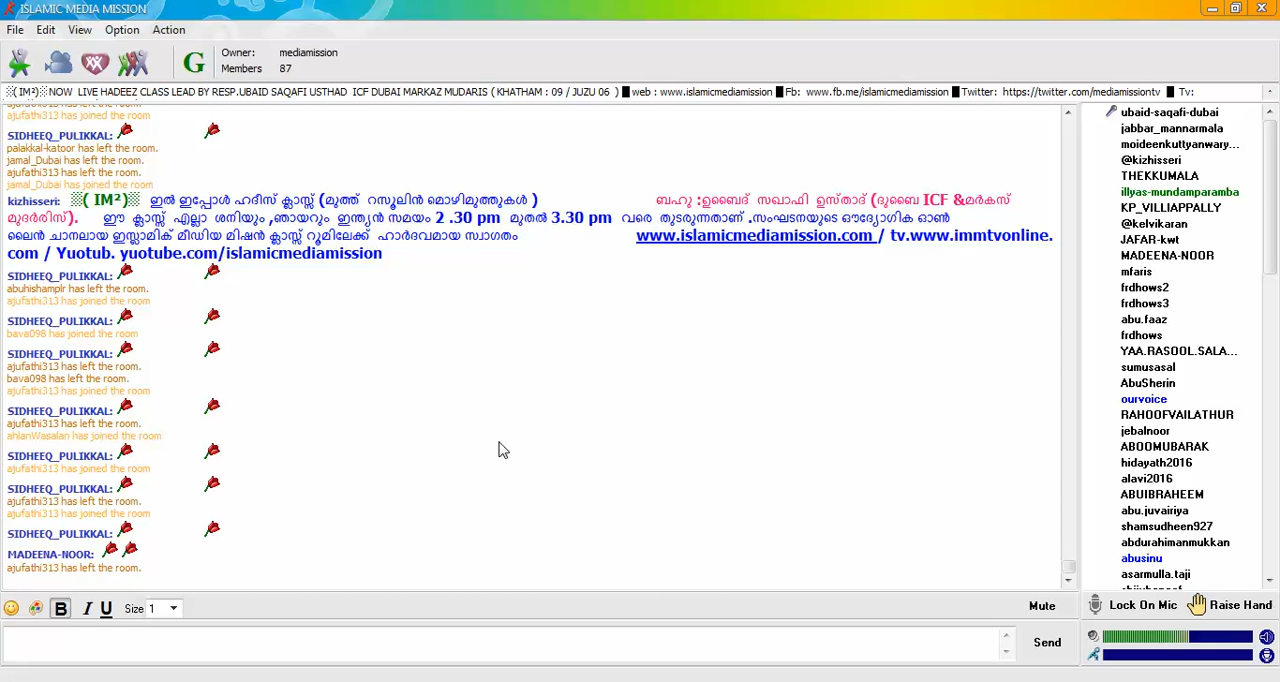 ISLAMIC MEDIA MISSION
File Edit View Option Action
G Owner: mediamission
Members 87
░( IM²)░NOW LIVE HADEEZ CLASS LEAD BY RESP.UBAID SAQAFI USTHAD ICF DUBAI MARKAZ MUDARIS ( KHATHAM : 09 / JUZU 06 ) █ web : www.islamicmediamission █ Fb: www.fb.me/islamicmediamission █ Twitter: https://twitter.com/mediamissiontv █ Tv:
ajufathi313 has joined the room
SIDHEEQ_PULIKKAL:
palakkal-katoor has left the room.
jamal_Dubai has left the room.
ajufathi313 has left the room.
jamal_Dubai has joined the room
kizhisseri: ░( IM²)░ ഇൽ ഇപ്പോൾ ഹദീസ് ക്ലാസ്സ് (മുത്ത് റസൂലിൻ മൊഴിമുത്തുകൾ ) ബഹു :ഉബൈദ് സഖാഫി ഉസ്താദ് (ദുബൈ ICF &മർകസ്
മുദർരിസ്). ഈ ക്ലാസ്സ് എല്ലാ ശനിയും ,ഞായറും ഇന്ത്യൻ സമയം 2 .30 pm മുതൽ 3.30 pm വരെ തുടരുന്നതാണ് .സംഘടനയുടെ ഔദ്യോഗിക ഓൺ
ലൈൻ ചാനലായ ഇസ്ലാമിക് മീഡിയ മിഷൻ ക്ലാസ്സ് റൂമിലേക്ക് ഹാർദവമായ സ്വാഗതം www.islamicmediamission.com / tv.www.immtvonline.
com / Yuotub. yuotube.com/islamicmediamission
SIDHEEQ_PULIKKAL:
abuhishamplr has left the room.
ajufathi313 has joined the room
SIDHEEQ_PULIKKAL:
bava098 has joined the room
SIDHEEQ_PULIKKAL:
ajufathi313 has left the room.
bava098 has left the room.
ajufathi313 has joined the room
SIDHEEQ_PULIKKAL:
ajufathi313 has left the room.
ahlanWasalan has joined the room
SIDHEEQ_PULIKKAL:
ajufathi313 has joined the room
SIDHEEQ_PULIKKAL:
ajufathi313 has left the room.
ajufathi313 has joined the room
SIDHEEQ_PULIKKAL:
MADEENA-NOOR:
ajufathi313 has left the room.
ubaid-saqafi-dubai
jabbar_mannarmala
moideenkuttyanwary...
@kizhisseri
THEKKUMALA
illyas-mundamparamba
KP_VILLIAPPALLY
@kelvikaran
JAFAR-kwt
MADEENA-NOOR
mfaris
frdhows2
frdhows3
abu.faaz
frdhows
YAA.RASOOL.SALA...
sumusasal
AbuSherin
ourvoice
RAHOOFVAILATHUR
jebalnoor
ABOOMUBARAK
hidayath2016
alavi2016
ABUIBRAHEEM
abu.juvairiya
shamsudheen927
abdurahimanmukkan
abusinu
asarmulla.taji
B I U Size 1 Mute Lock On Mic Raise Hand
Send